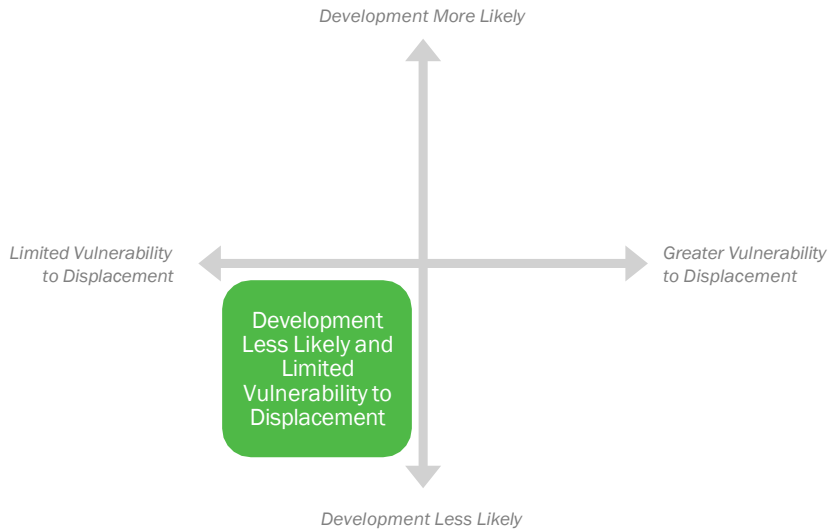 Development More Likely
Limited Vulnerability
to Displacement
Greater Vulnerability
to Displacement
Development
Less Likely and
Limited
Vulnerability to
Displacement
Development Less Likely